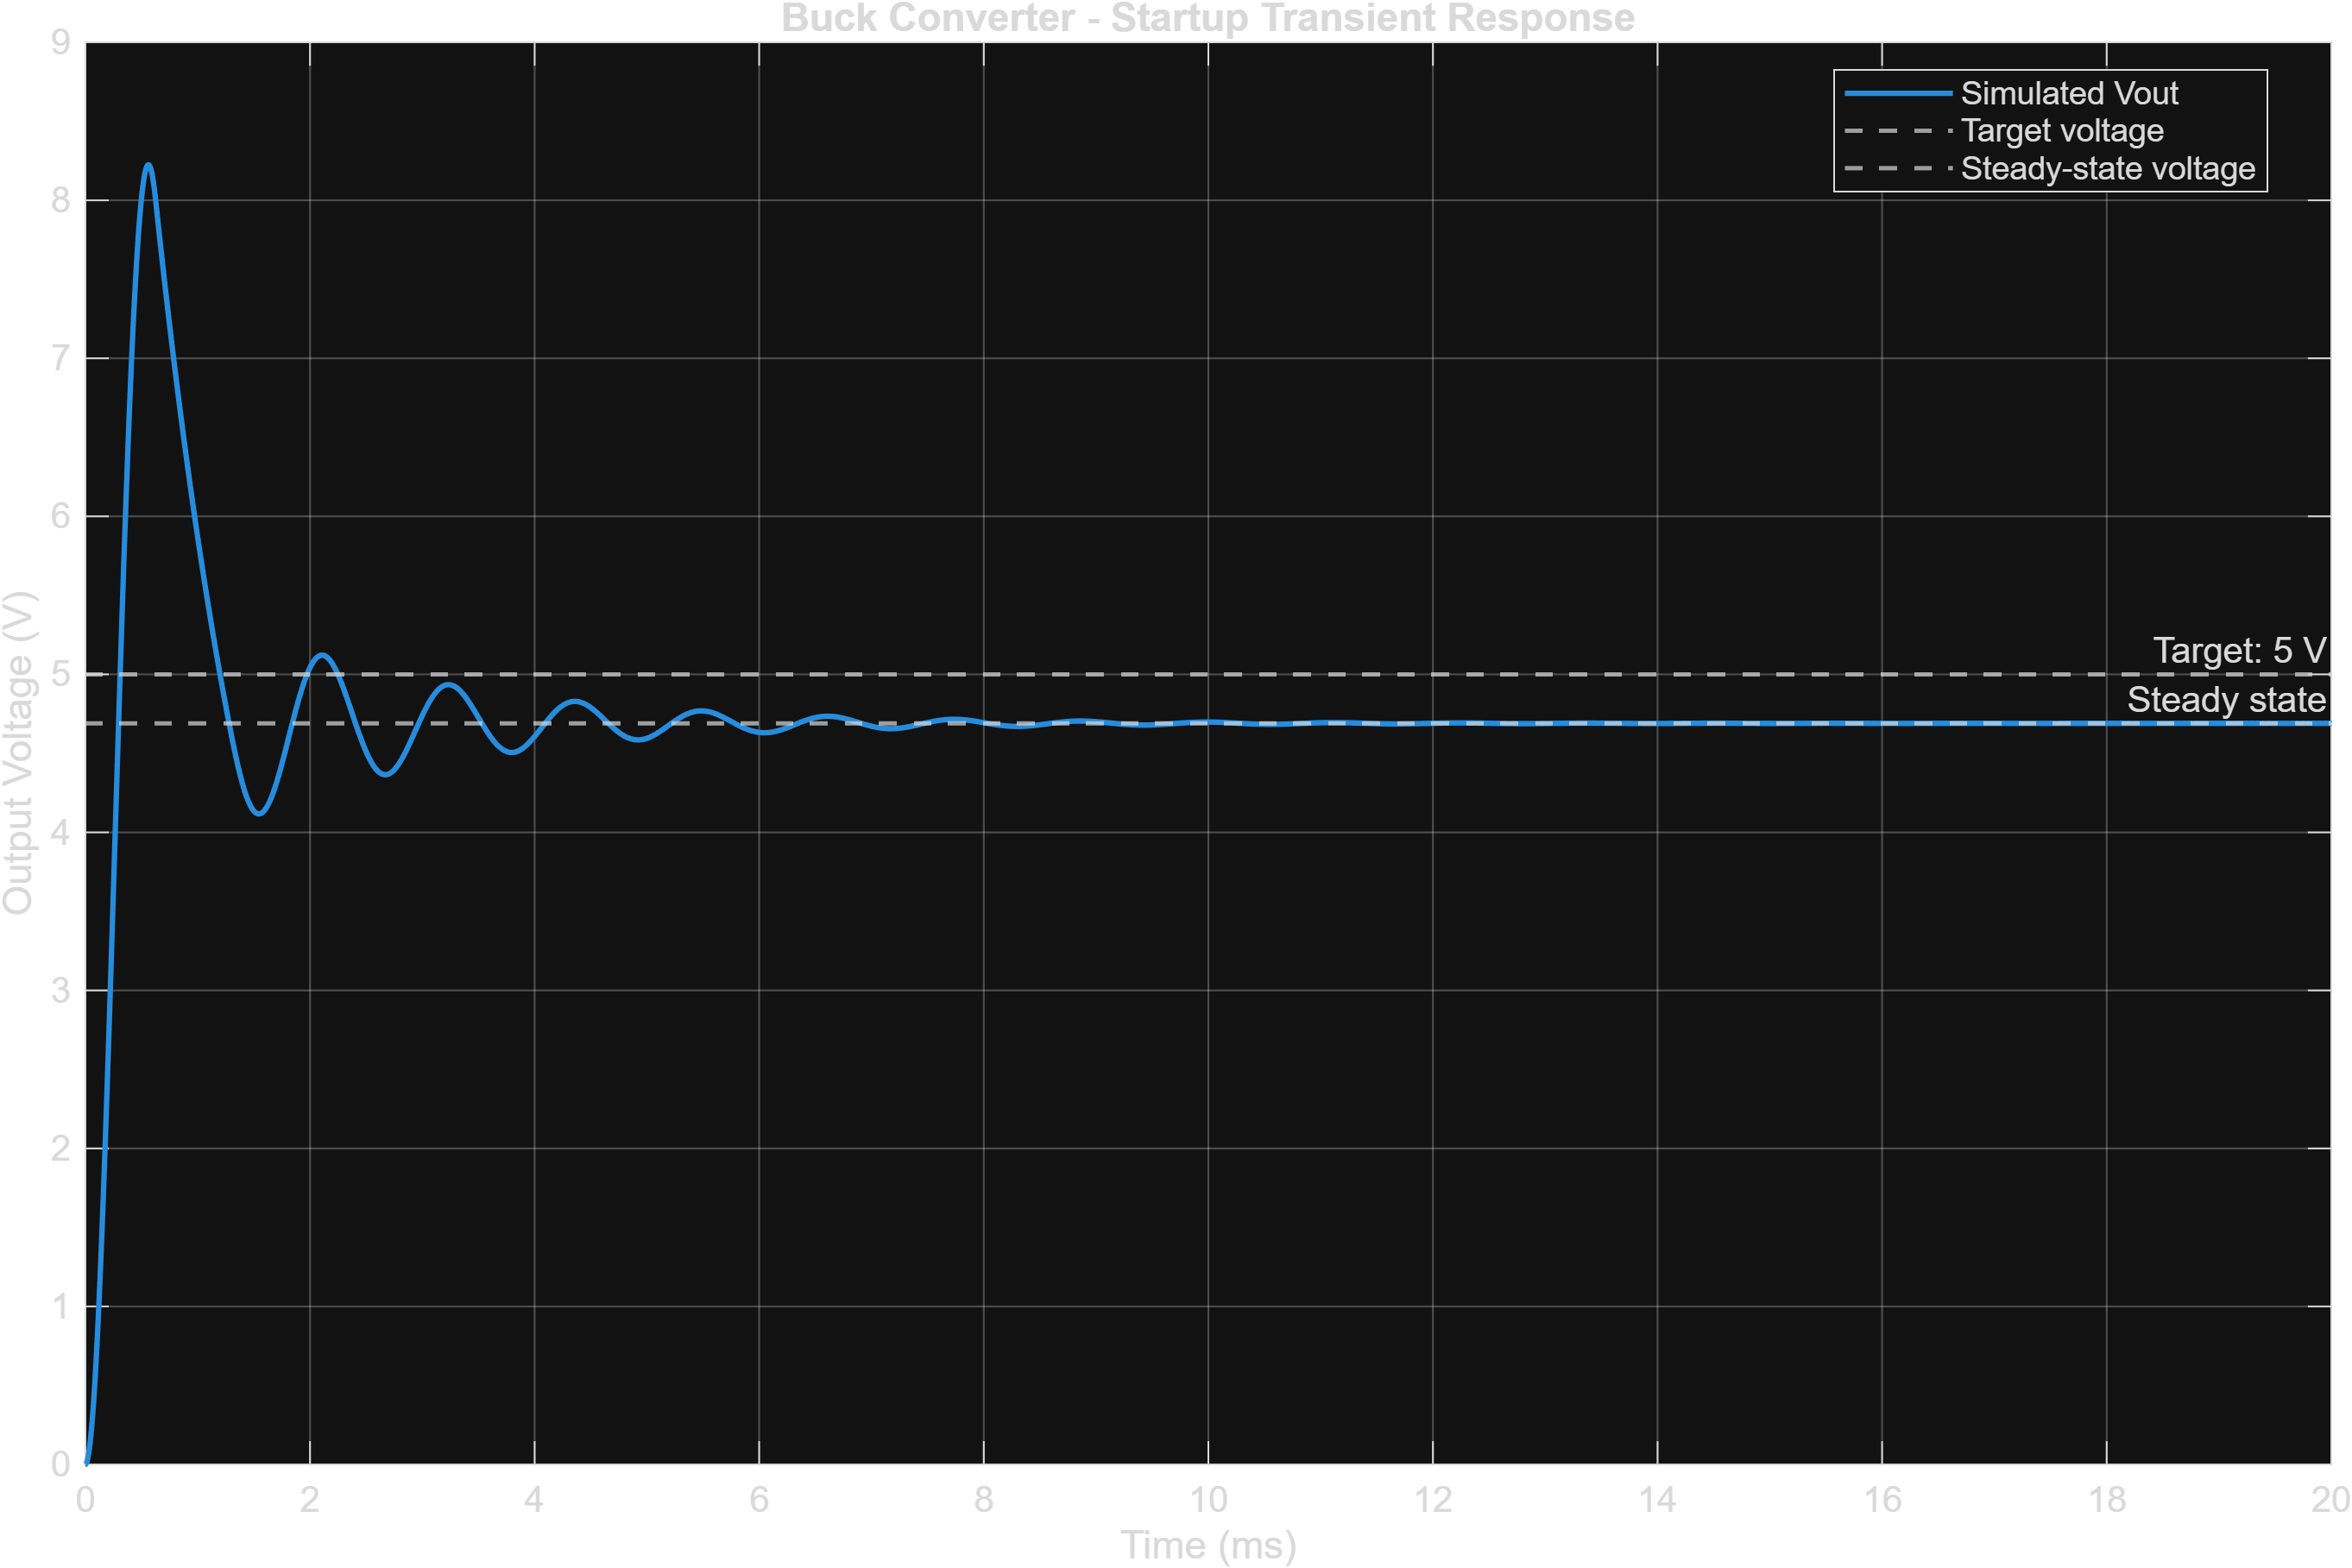 Buck Converter - Startup Transient Response
9
Simulated Vout
Target voltage
Steady-state voltage
8
7
6
Target: 5 V
5
Steady state
4
3
2
1
0
0 2 4 6 8 10 12 14 16 18 20
Time (ms)
Output Voltage (V)